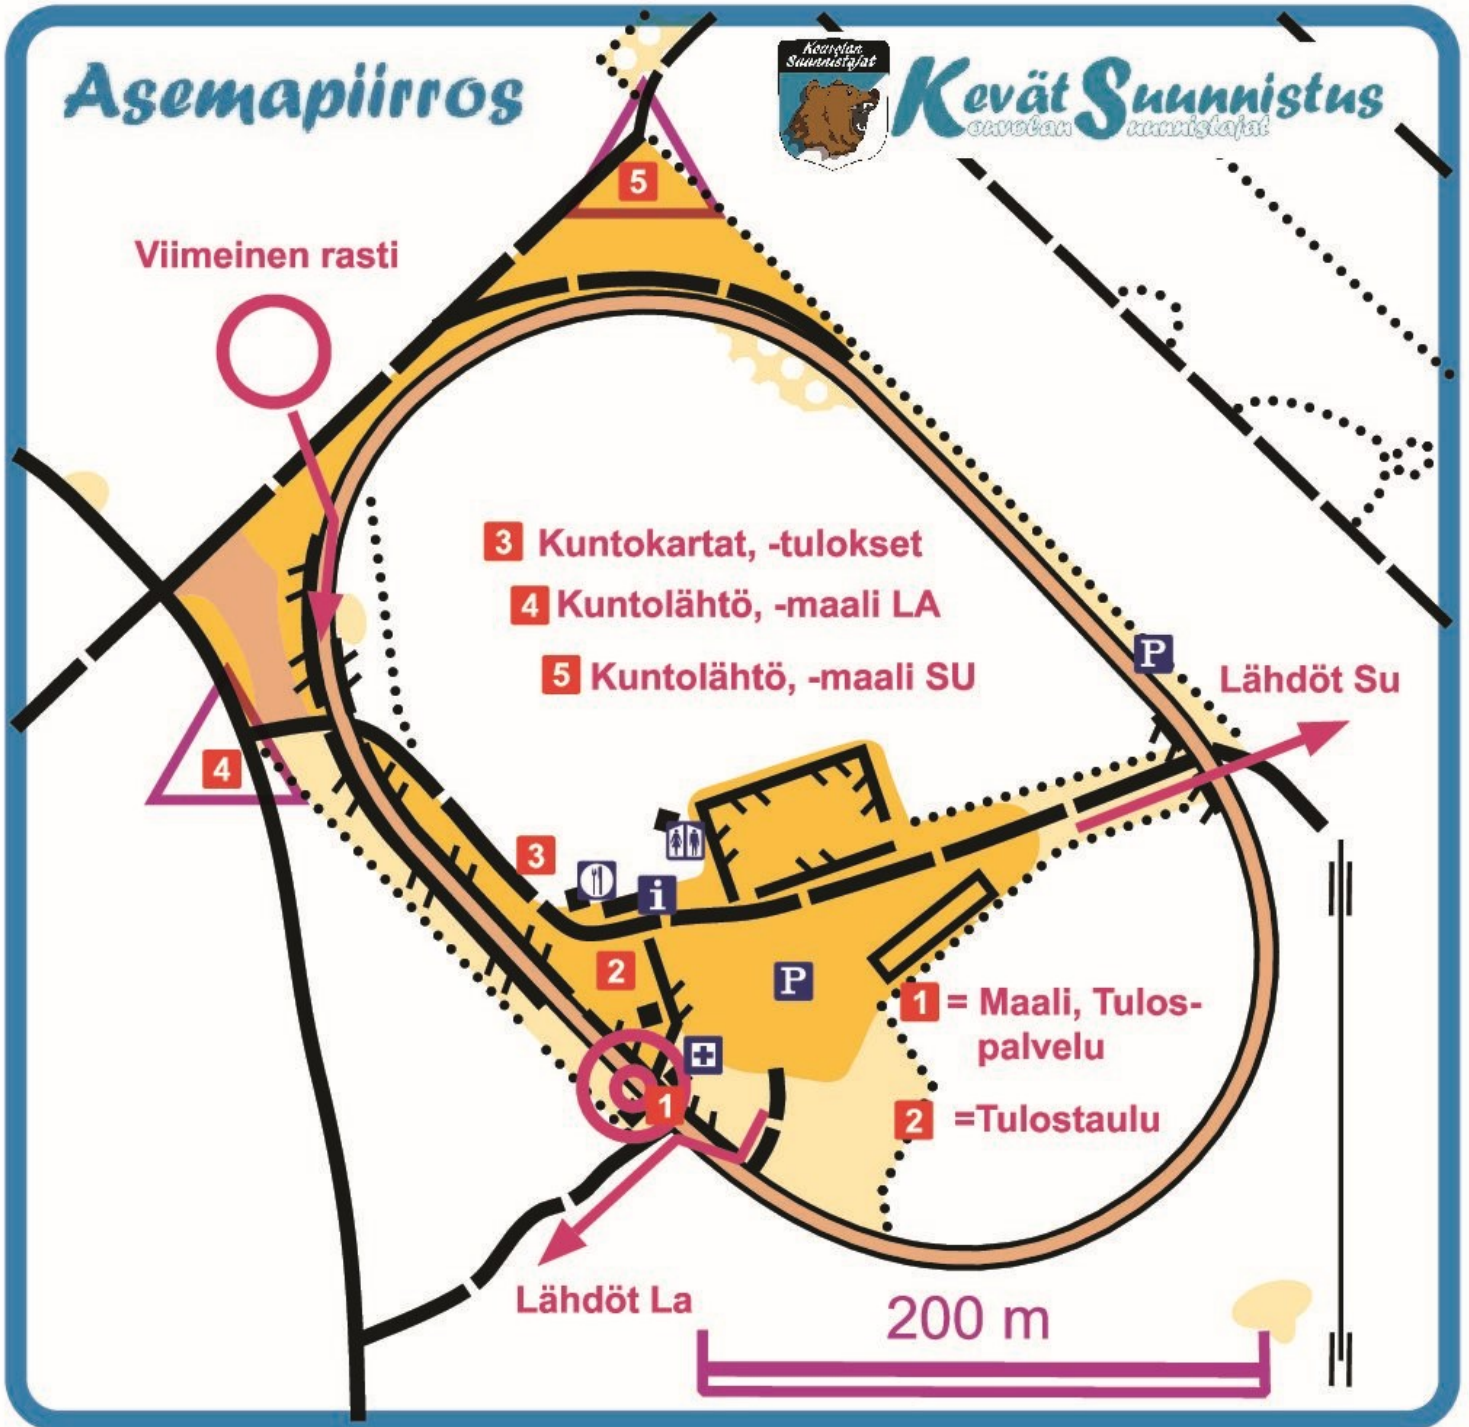 Asemapiirros
Kouvolan
Suunnistajat
Kevät Suunnistus
Kouvolan Suunnistajat
5
Viimeinen rasti
3 Kuntokartat, -tulokset
4 Kuntolähtö, -maali LA
5 Kuntolähtö, -maali SU
P
Lähdöt Su
4
3
i
2
P
1 = Maali, Tulos-
palvelu
1
2 =Tulostaulu
Lähdöt La
200 m